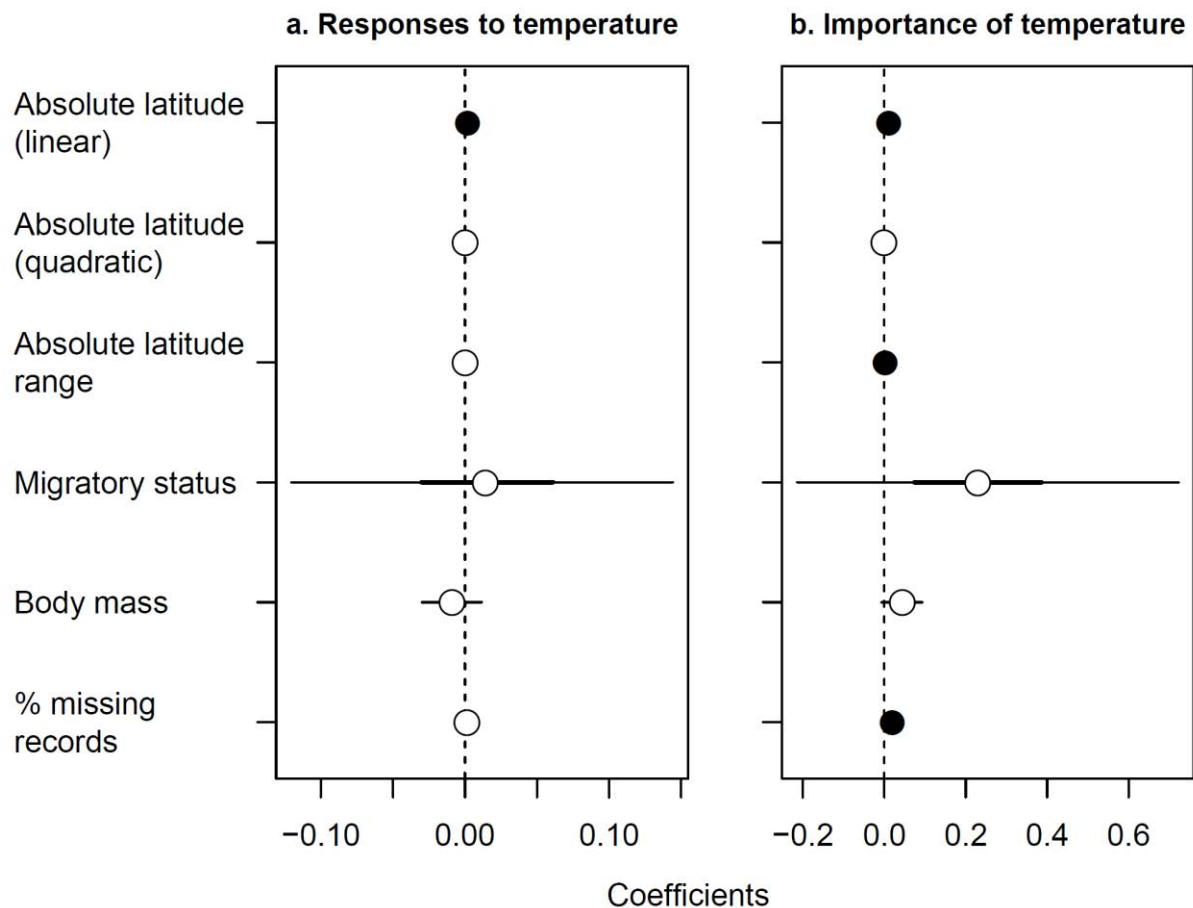 a. Responses to temperature
b. Importance of temperature
Absolute latitude
(linear)
Absolute latitude
(quadratic)
Absolute latitude
range
Migratory status
Body mass
% missing
records
−0.10 0.00 0.10
−0.2 0.0 0.2 0.4 0.6
Coefficients